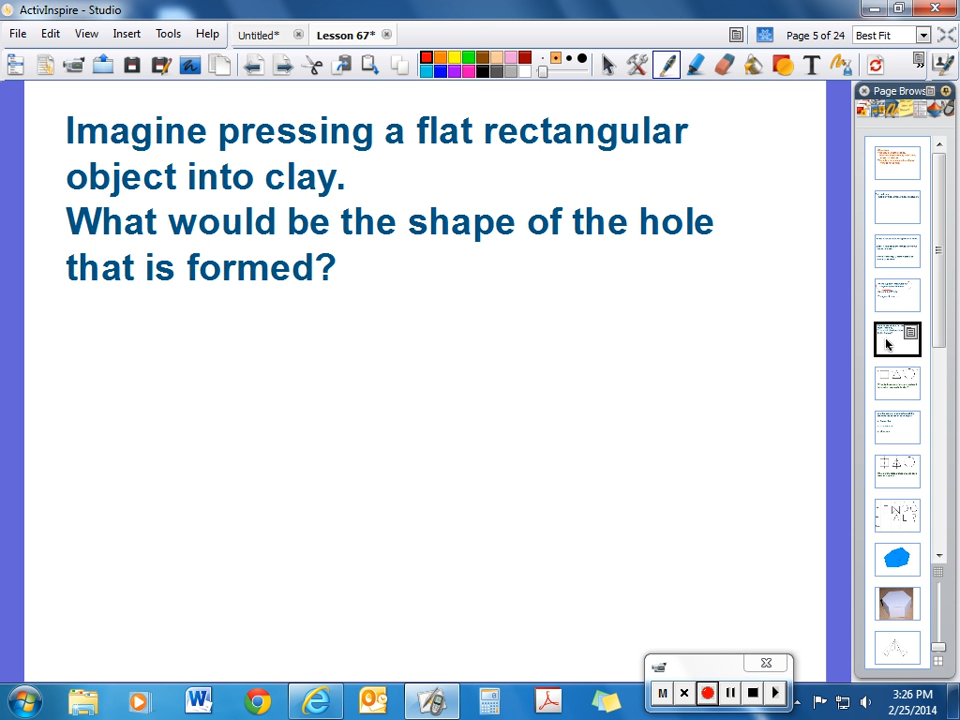 ActivInspire - Studio
File Edit View Insert Tools Help
Untitled*
Lesson 67*
Page 5 of 24
Best Fit
T
Page Brows
Imagine pressing a flat rectangular
object into clay.
What would be the shape of the hole
that is formed?
M
3:26 PM
2/25/2014